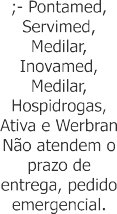 ;- Pontamed,
Servimed,
Medilar,
Inovamed,
Medilar,
Hospidrogas,
Ativa e Werbran
Não atendem o
prazo de
entrega, pedido
emergencial.